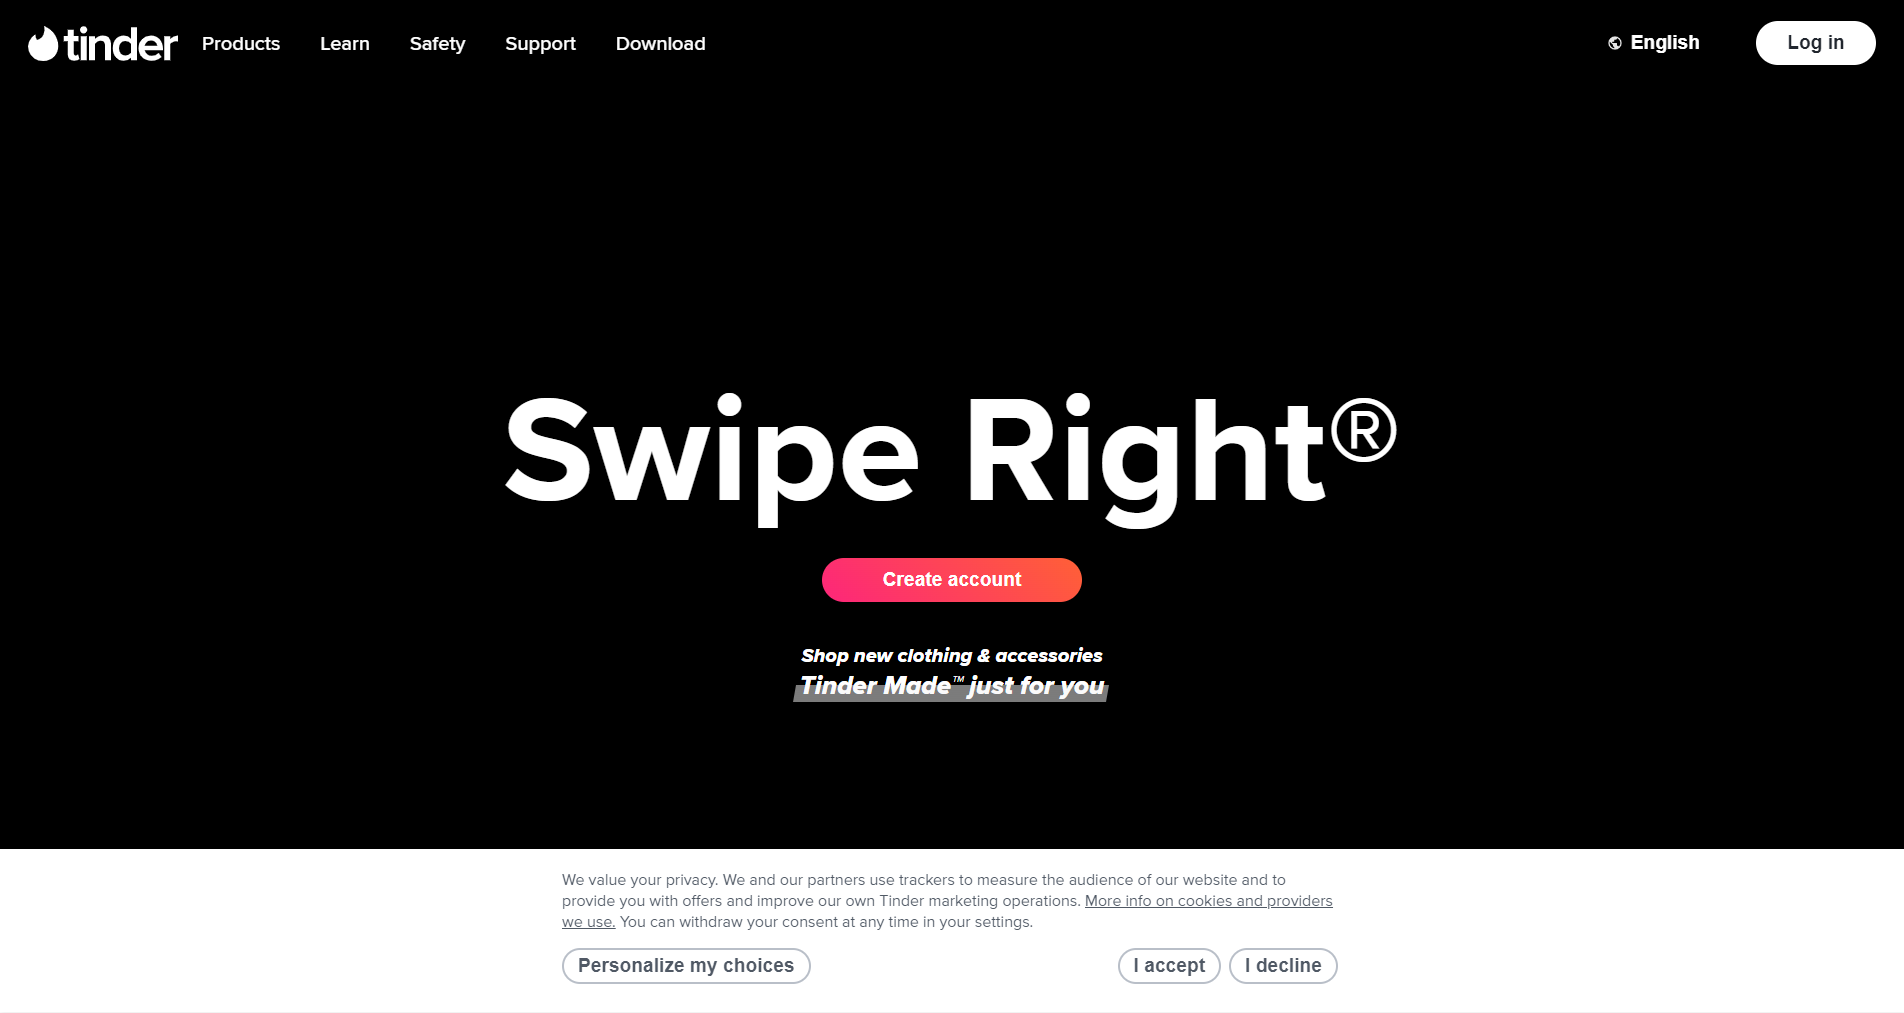 tinder Products Learn Safety Support Download English Log in
Swipe Right®
Create account
Shop new clothing & accessories
Tinder Made™ just for you
We value your privacy. We and our partners use trackers to measure the audience of our website and to
provide you with offers and improve our own Tinder marketing operations. More info on cookies and providers
we use. You can withdraw your consent at any time in your settings.
Personalize my choices I accept I decline